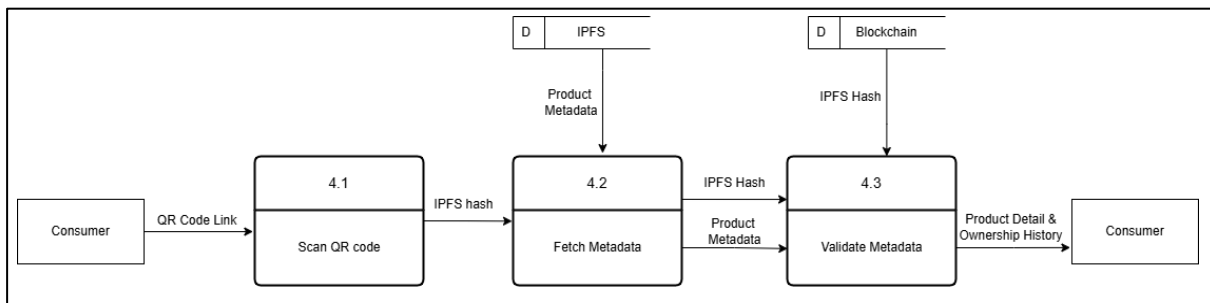 D
IPFS
D
Blockchain
Product
Metadata
IPFS Hash
4.1
4.2
4.3
IPFS hash
IPFS Hash
Consumer
QR Code Link
Scan QR code
Fetch Metadata
Product
Metadata
Validate Metadata
Product Detail &
Ownership History
Consumer